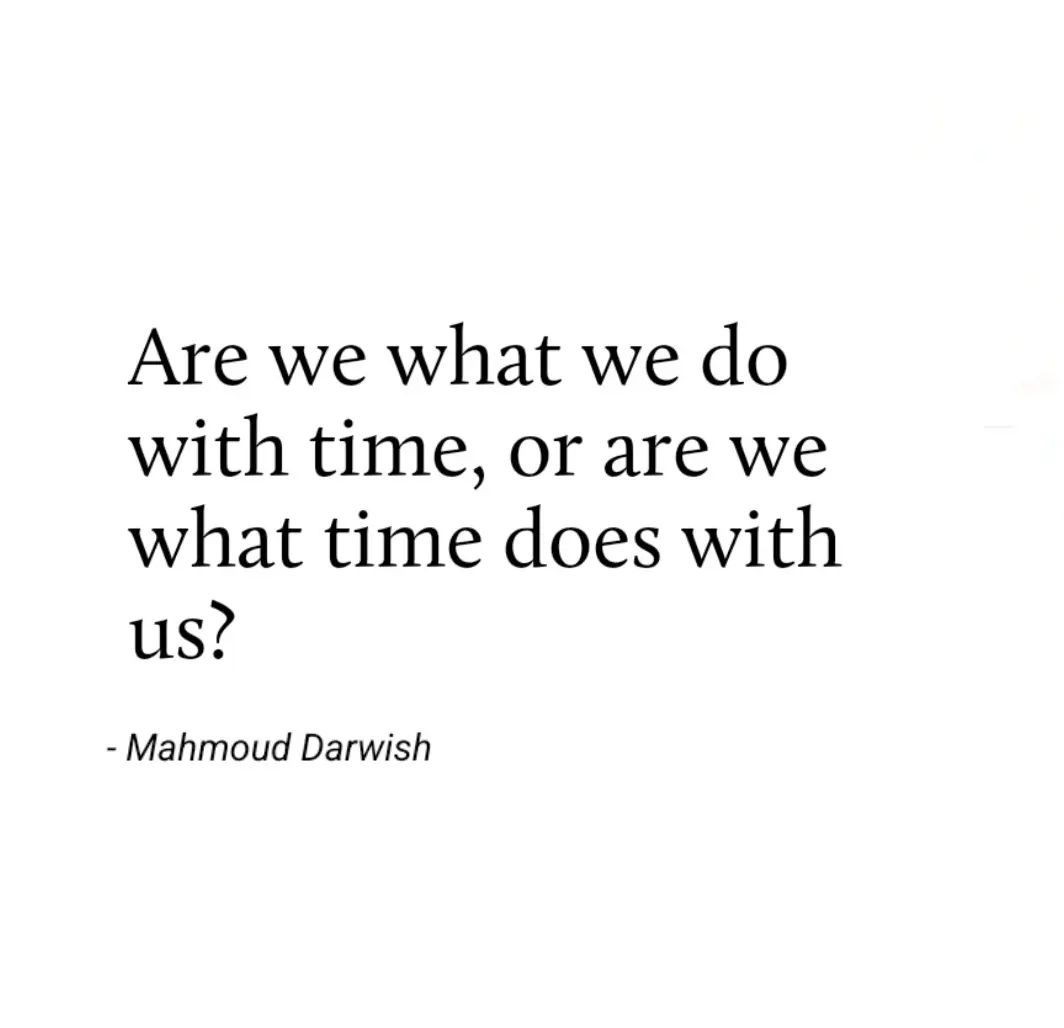 Are we what we do
with time, or are we
what time does with
us?
- Mahmoud Darwish